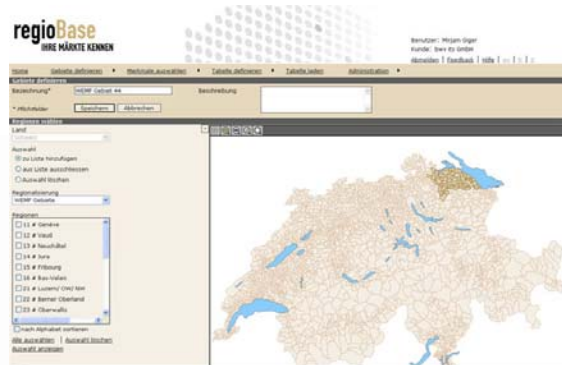 regioBase
IHRE MÄRKTE KENNEN
Benutzer: Mirjam Giger
Kunde: bwv its GmbH
Abmelden | Feedback | Hilfe
Home Gebiete definieren Merkmale auswählen Tabelle definieren Tabelle laden Administration
Gebiete definieren
Bezeichnung* WEMF Gebiet 44 Beschreibung
* Pflichtfelder Speichern Abbrechen
Regionen wählen
Land
Schweiz
Auswahl
zu Liste hinzufügen
aus Liste ausschliessen
Auswahl löschen
Regionalisierung
WEMF Gebiete
Regionen
11 # Genève
12 # Vaud
13 # Neuchâtel
14 # Jura
15 # Fribourg
16 # Bas-Valais
21 # Luzern/ OW/ NW
22 # Berner Oberland
23 # Oberwallis
nach Alphabet sortieren
Alle auswählen | Auswahl löschen
Auswahl anzeigen